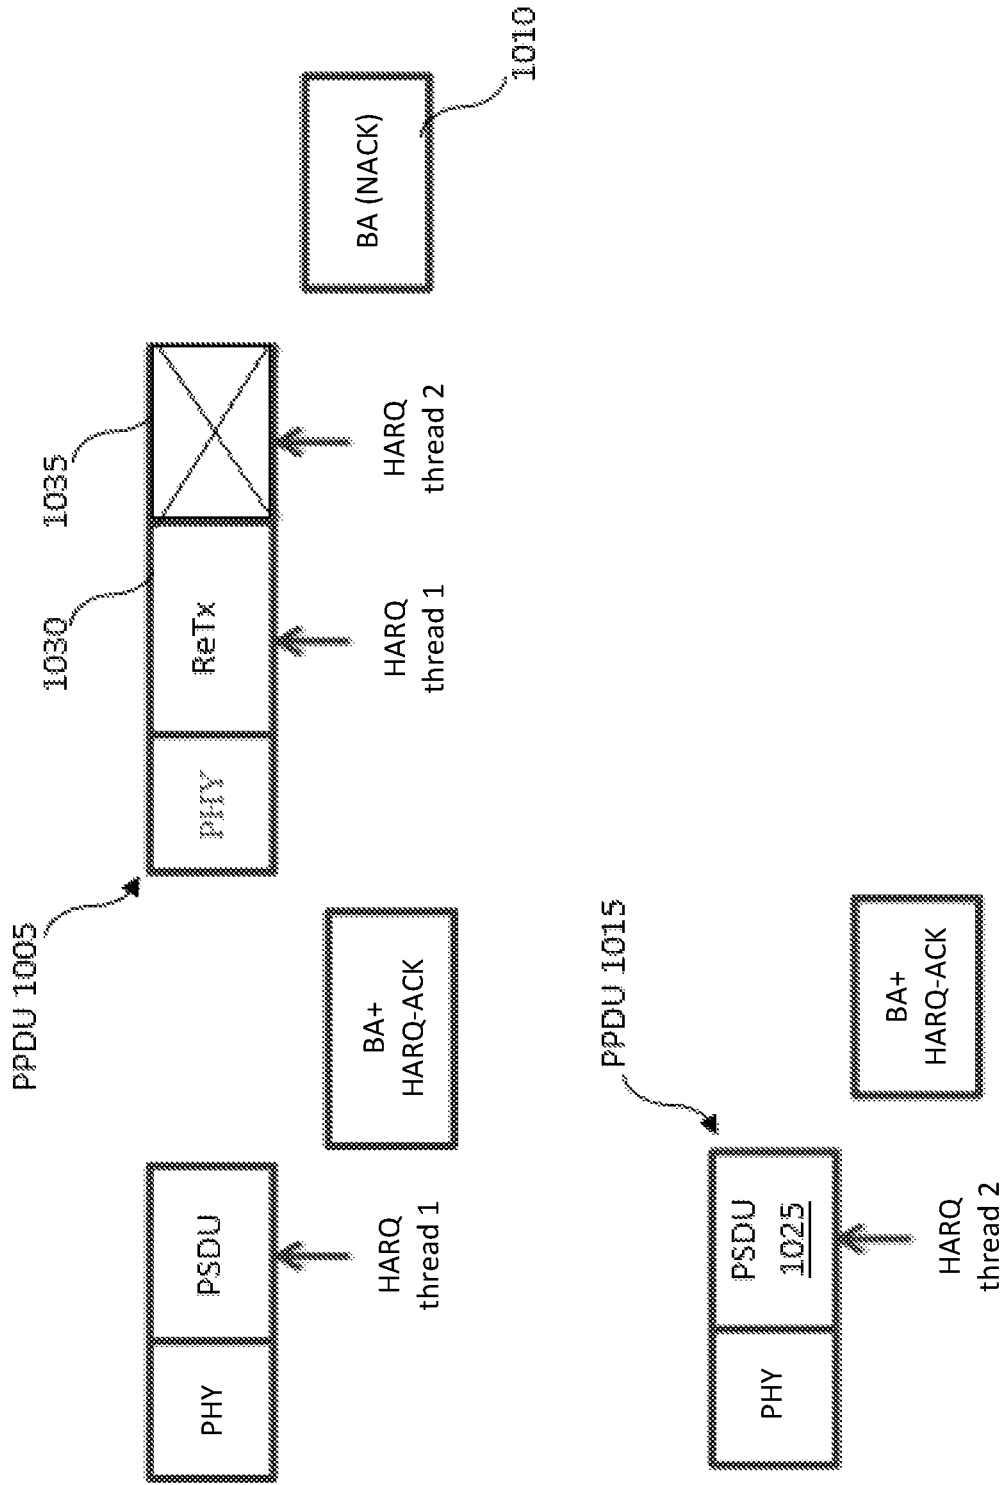 PHY
PSDU
HARQ
thread 1
BA+
HARQ-ACK
PPDU 1005
PHY
ReTx
1030
1035
HARQ
thread 1
HARQ
thread 2
BA (NACK)
1010
PHY
PSDU
1025
HARQ
thread 2
PPDU 1015
BA+
HARQ-ACK